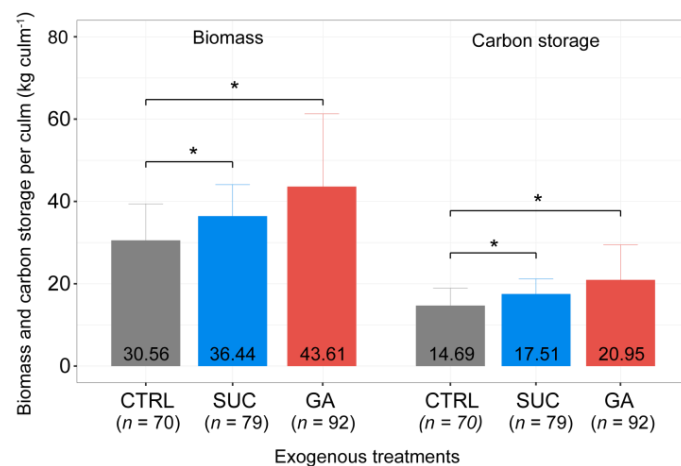 Biomass and carbon storage per culm (kg culm⁻¹)
80
60
40
20
0
Biomass
Carbon storage
*
*
*
*
30.56
36.44
43.61
14.69
17.51
20.95
CTRL
SUC
GA
CTRL
SUC
GA
(n = 70)
(n = 79)
(n = 92)
(n = 70)
(n = 79)
(n = 92)
Exogenous treatments